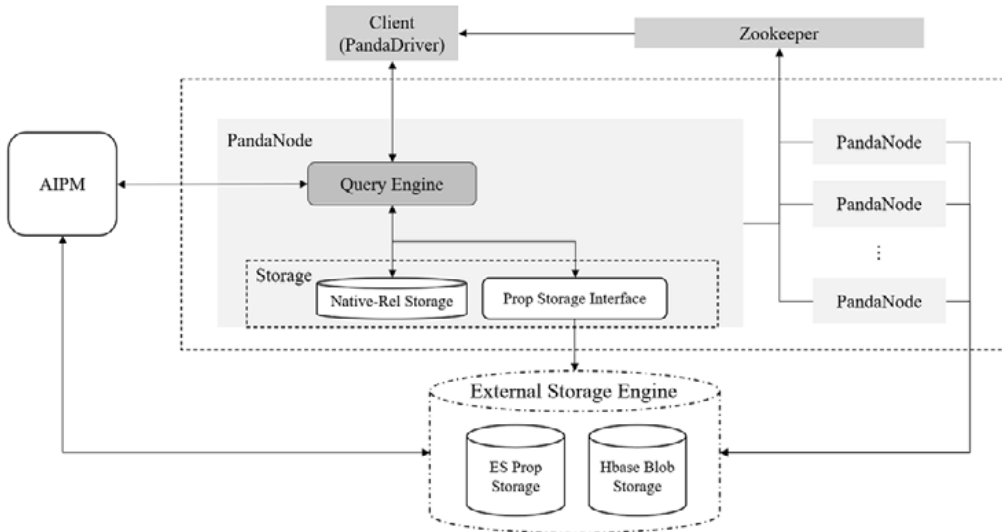 Client
(PandaDriver)
Zookeeper
PandaNode
AIPM
Query Engine
Storage
Native-Rel Storage
Prop Storage Interface
PandaNode
PandaNode
⋮
PandaNode
External Storage Engine
ES Prop
Storage
Hbase Blob
Storage